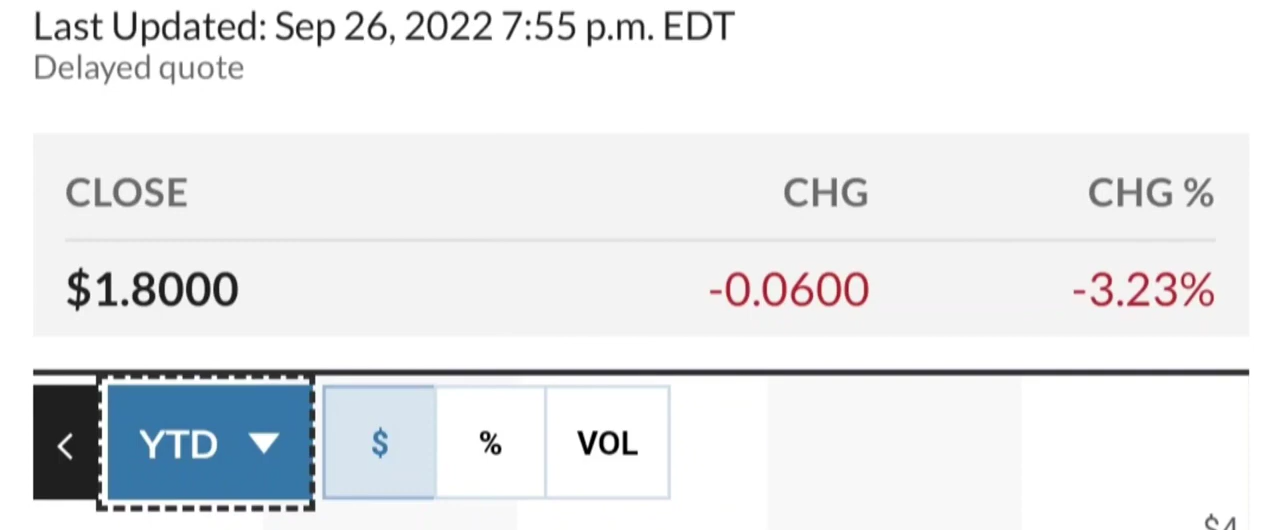 Last Updated: Sep 26, 2022 7:55 p.m. EDT
Delayed quote
CLOSE CHG CHG %
$1.8000 -0.0600 -3.23%
YTD $ % VOL